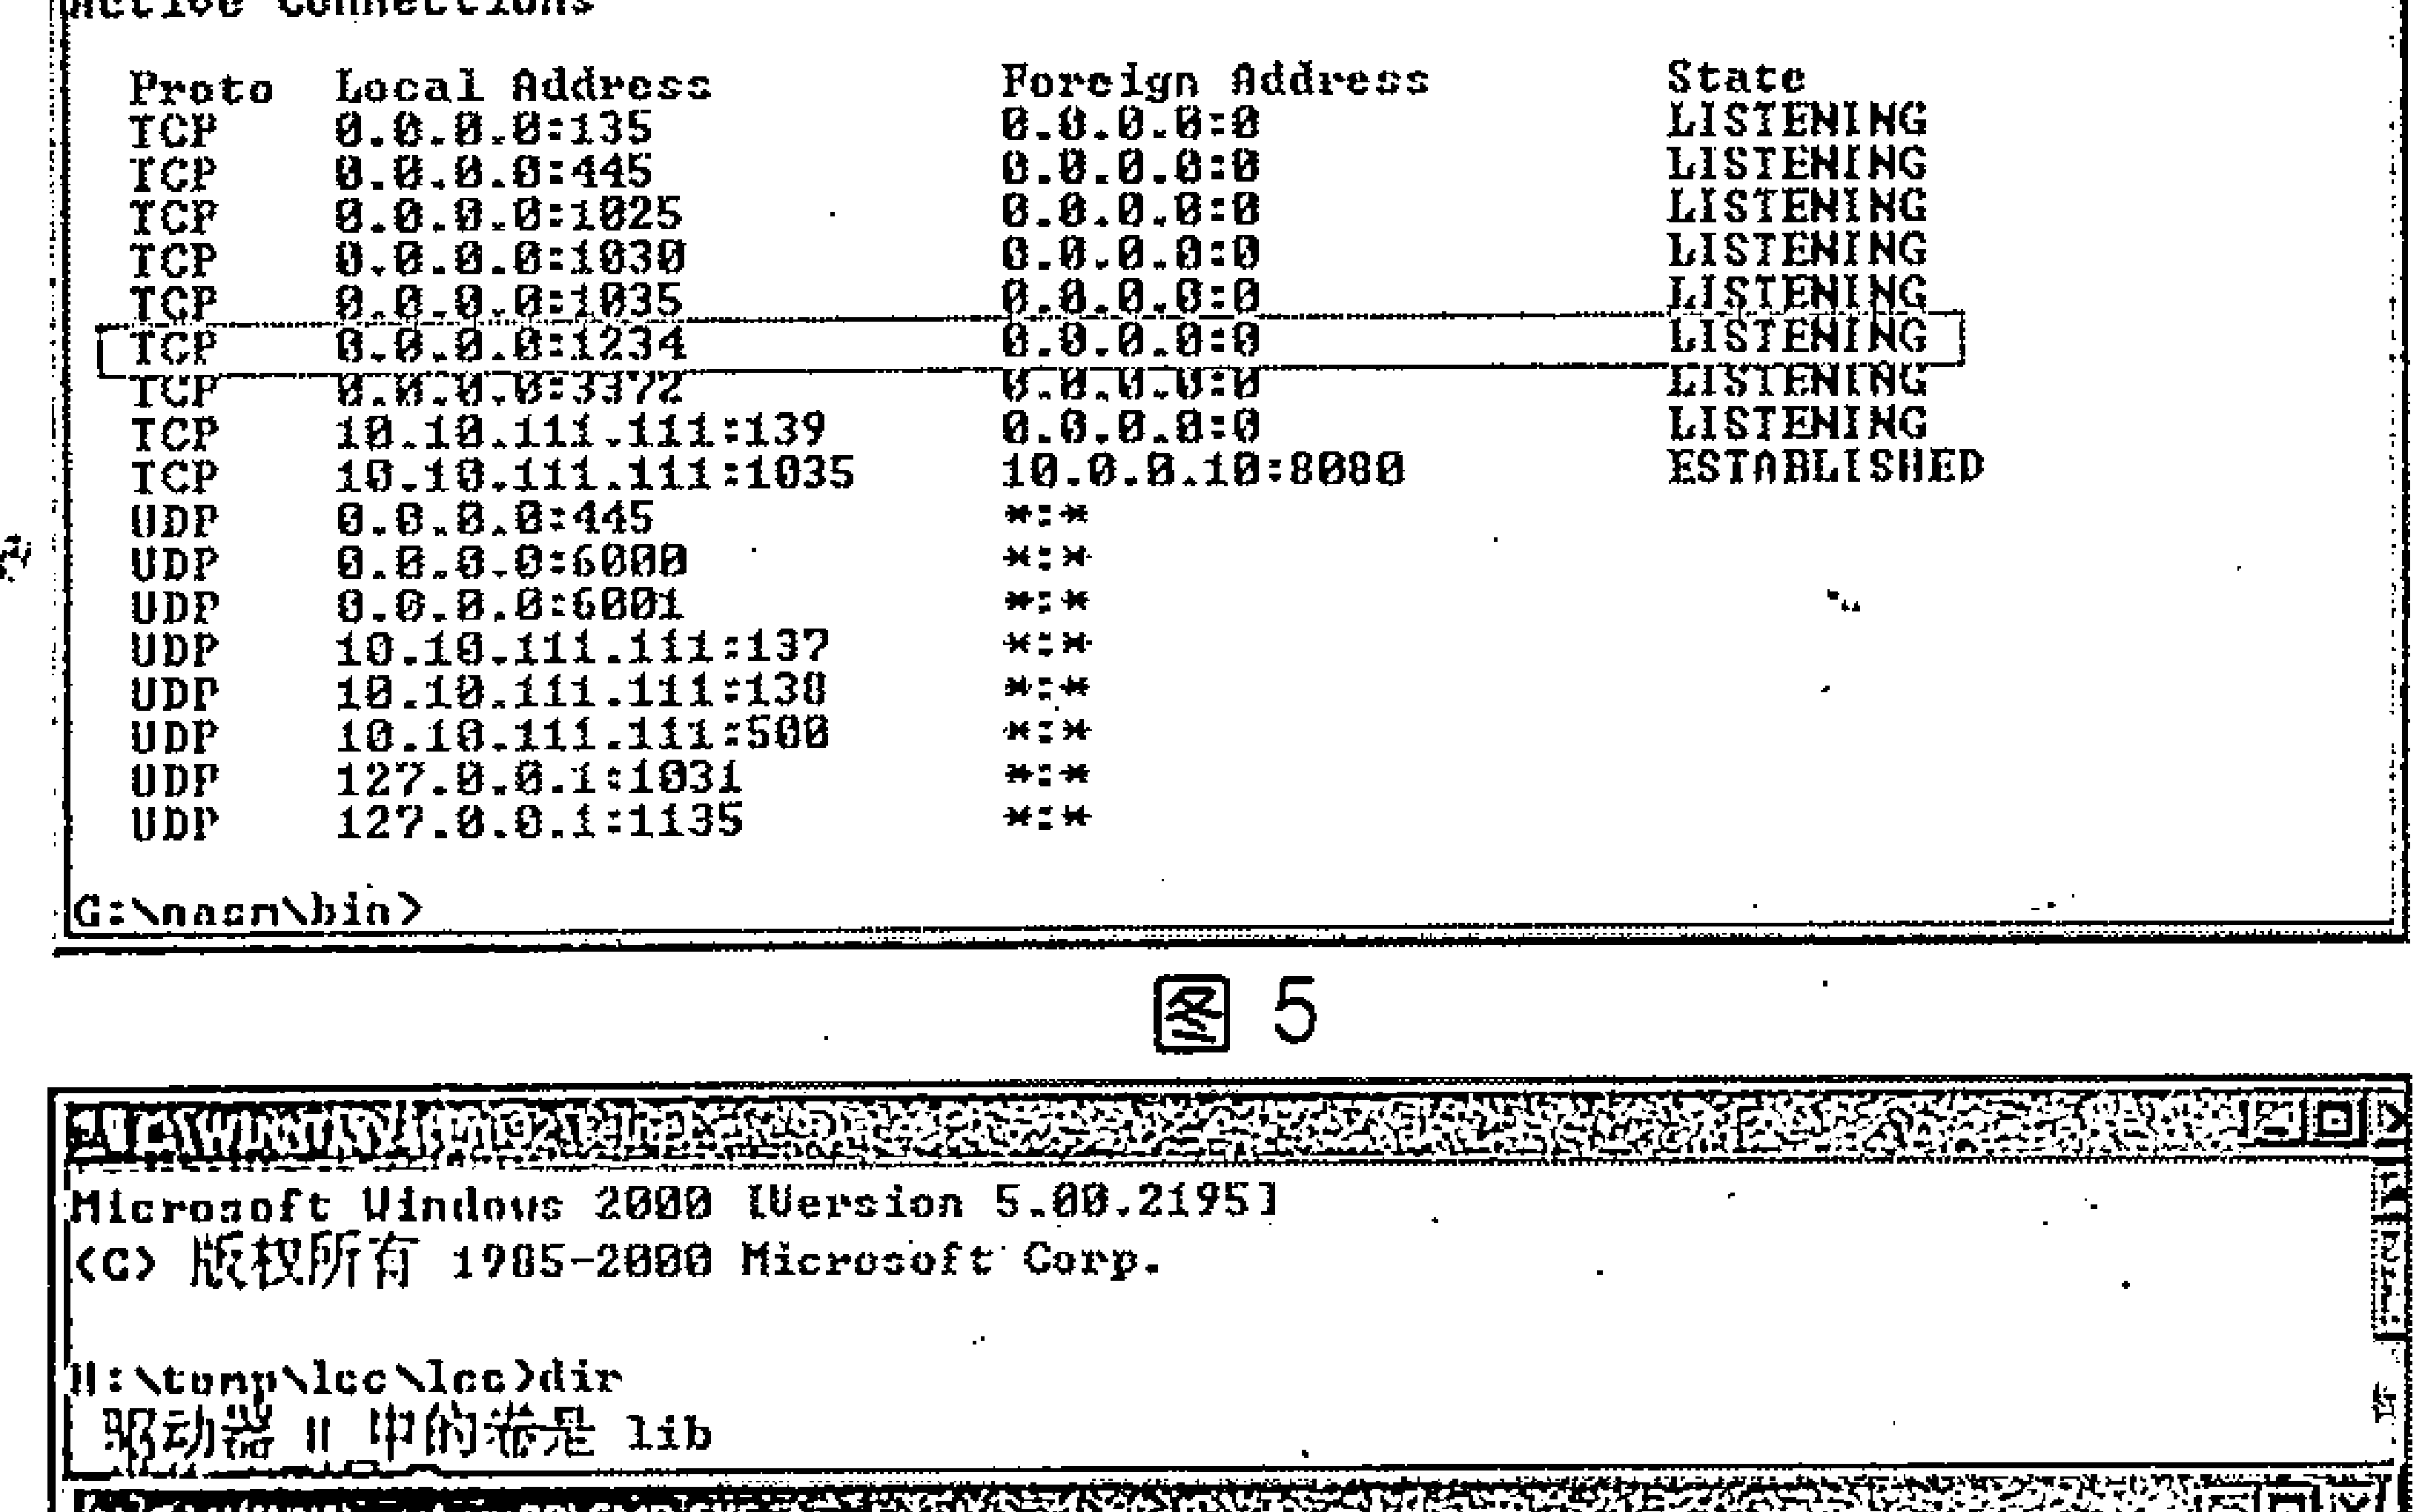 Active Connections
Proto Local Address Foreign Address State
TCP 0.0.0.0:135 0.0.0.0:0 LISTENING
TCP 0.0.0.0:445 0.0.0.0:0 LISTENING
TCP 0.0.0.0:1025 0.0.0.0:0 LISTENING
TCP 0.0.0.0:1030 0.0.0.0:0 LISTENING
TCP 0.0.0.0:1035 0.0.0.0:0 LISTENING
TCP 0.0.0.0:1234 0.0.0.0:0 LISTENING
TCP 0.0.0.0:3372 0.0.0.0:0 LISTENING
TCP 10.10.111.111:139 0.0.0.0:0 LISTENING
TCP 10.10.111.111:1035 10.0.0.10:8080 ESTABLISHED
UDP 0.0.0.0:445 *:*
UDP 0.0.0.0:6000 *:*
UDP 0.0.0.0:6001 *:*
UDP 10.10.111.111:137 *:*
UDP 10.10.111.111:138 *:*
UDP 10.10.111.111:500 *:*
UDP 127.0.0.1:1031 *:*
UDP 127.0.0.1:1135 *:*
G:\nasm\bin>
图 5
Microsoft Windows 2000 [Version 5.00.2195]
(C) 版权所有 1985-2000 Microsoft Corp.
H:\temp\lcc\lcc>dir
驱动器 H 中的卷是 lib